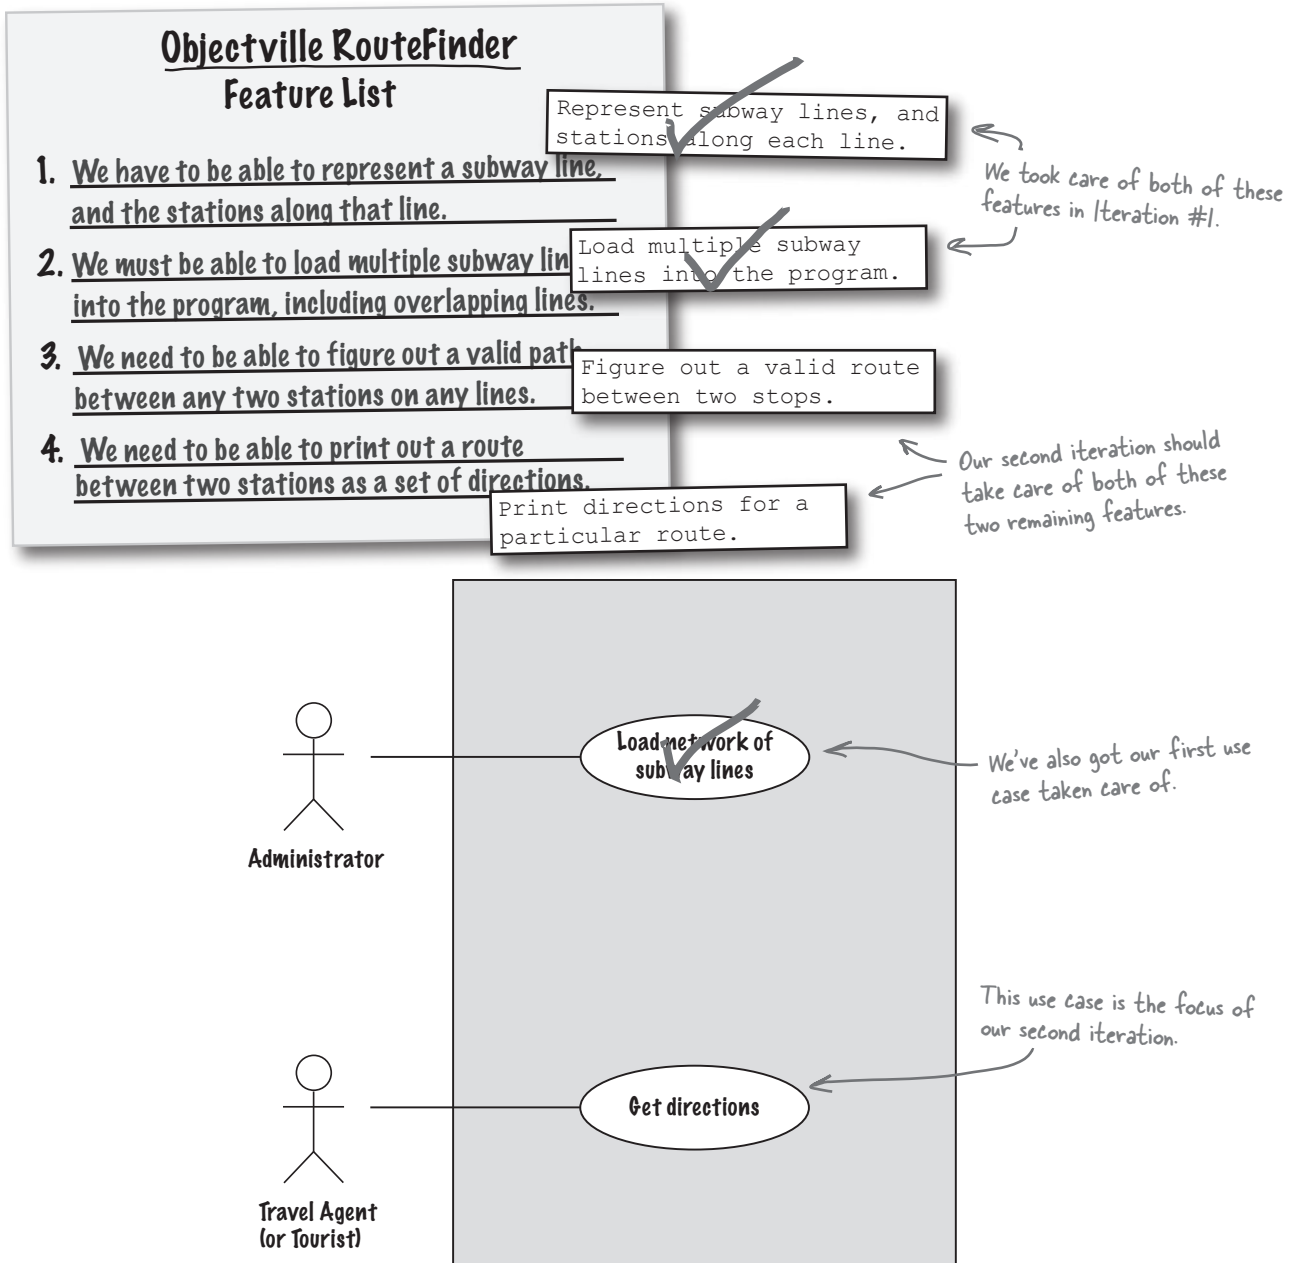 Objectville RouteFinder
Feature List
1. We have to be able to represent a subway line,
and the stations along that line.
2. We must be able to load multiple subway lin
into the program, including overlapping lines.
3. We need to be able to figure out a valid path
between any two stations on any lines.
4. We need to be able to print out a route
between two stations as a set of directions.
Represent subway lines, and
stations along each line.
We took care of both of these
features in Iteration #1.
Load multiple subway
lines into the program.
Figure out a valid route
between two stops.
Our second iteration should
take care of both of these
two remaining features.
Print directions for a
particular route.
Load network of
subway lines
We've also got our first use
case taken care of.
Administrator
This use case is the focus of
our second iteration.
Get directions
Travel Agent
(or Tourist)